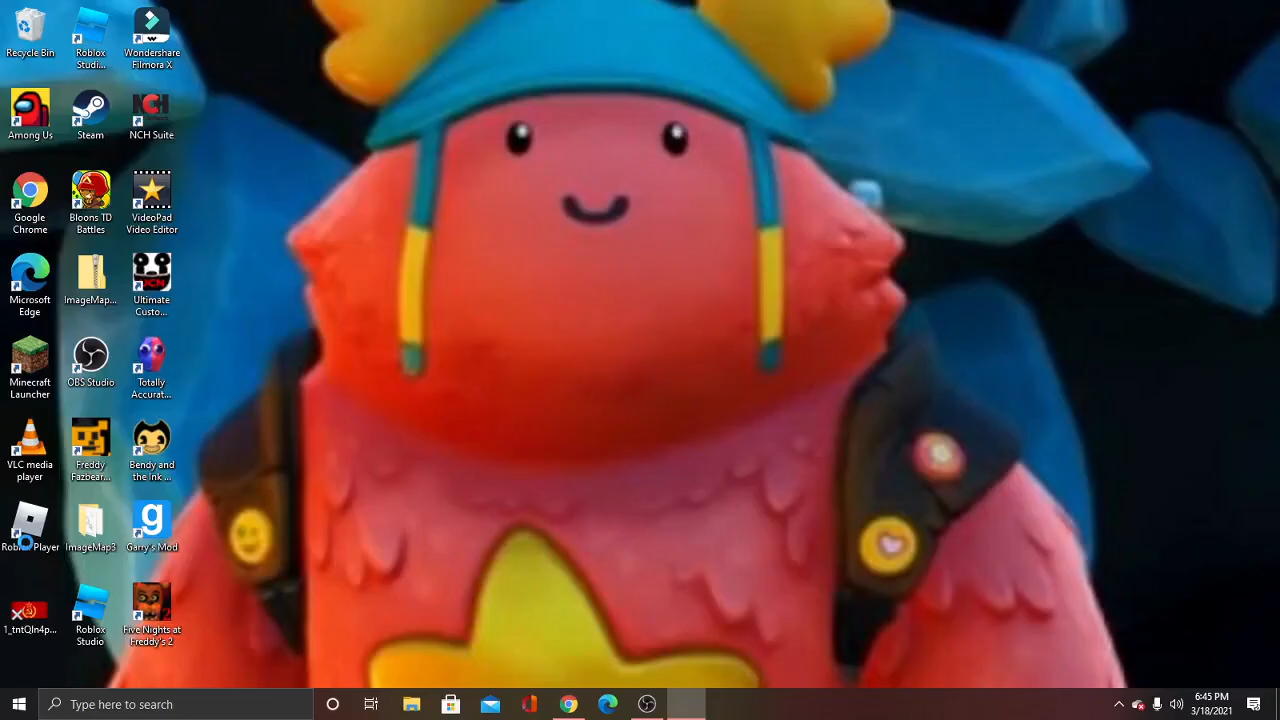 Recycle Bin
Roblox
Studi...
Wondershare
Filmora X
Among Us
Steam
NCH
NCH Suite
Google
Chrome
Bloons TD
Battles
VideoPad
Video Editor
Microsoft
Edge
ImageMap...
UCN
Ultimate
Custo...
Minecraft
Launcher
OBS Studio
Totally
Accurat...
VLC media
player
Freddy
Fazbear...
Bendy and
the Ink ...
Roblox Player
ImageMap3
g
Garry's Mod
1_tntQIn4p...
Roblox
Studio
Five Nights at
Freddy's 2
Type here to search
6:45 PM
3/18/2021